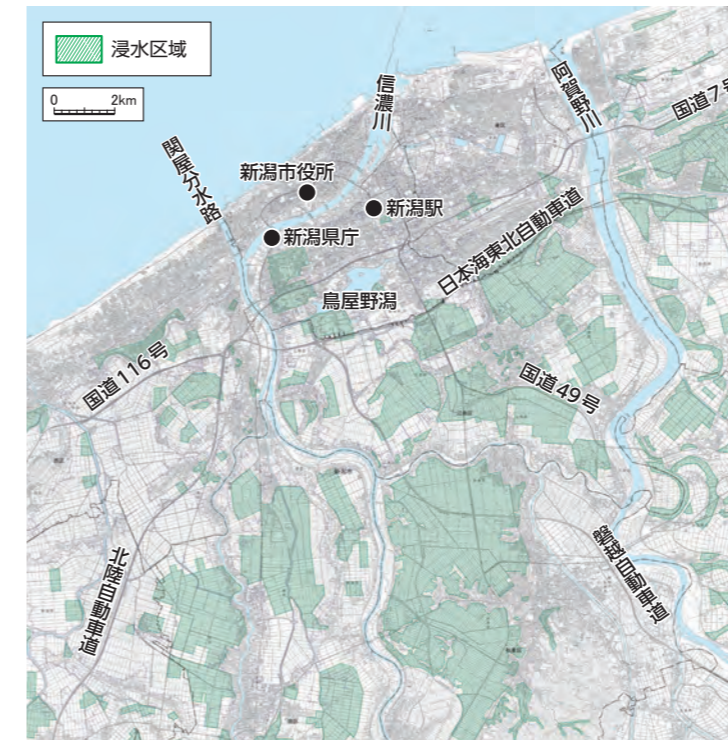 浸水区域
0 2km
信濃川
阿賀野川
国道7号
関屋分水路
新潟市役所
新潟駅
新潟県庁
日本海東北自動車道
鳥屋野潟
国道116号
国道49号
北陸自動車道
磐越自動車道